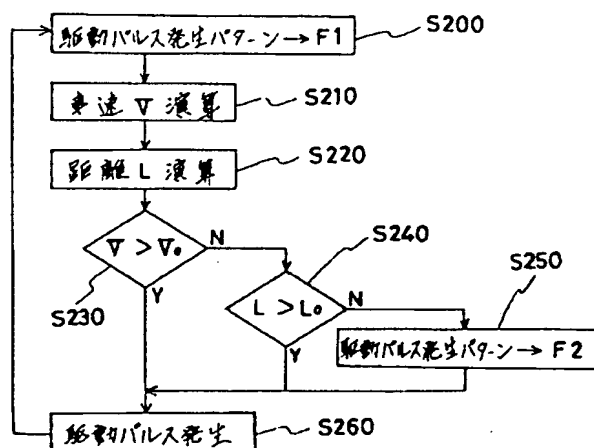 駆動パルス発生パターン→F1
S200
車速V演算
S210
距離L演算
S220
V>V₀
N
Y
S230
S240
L>L₀
N
Y
S250
駆動パルス発生パターン→F2
駆動パルス発生
S260